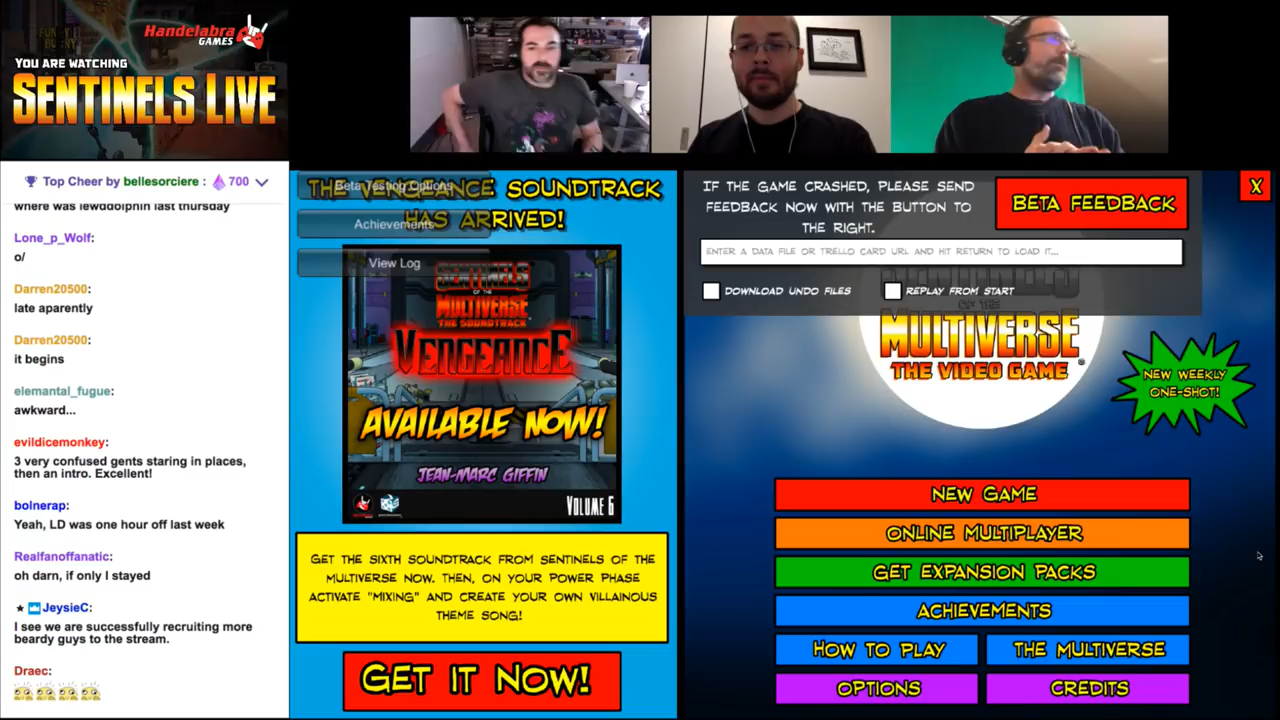 Handelabra
GAMES
YOU ARE WATCHING
SENTINELS LIVE
Top Cheer by bellesorciere : 700
where was lewddolphin last thursday
Lone_p_Wolf:
o/
Darren20500:
late aparently
Darren20500:
it begins
elemantal_fugue:
awkward...
evildicemonkey:
3 very confused gents staring in places,
then an intro. Excellent!
bolnerap:
Yeah, LD was one hour off last week
Realfanoffanatic:
oh darn, if only I stayed
JeysieC:
I see we are successfully recruiting more
beardy guys to the stream.
Draec:
THE VENGEANCE SOUNDTRACK
HAS ARRIVED!
Beta Testing Options
Achievements
View Log
SENTINELS
OF THE
MULTIVERSE
THE SOUNDTRACK
VENGEANCE
AVAILABLE NOW!
JEAN-MARC GIFFIN
VOLUME 6
GET THE SIXTH SOUNDTRACK FROM SENTINELS OF THE
MULTIVERSE NOW. THEN, ON YOUR POWER PHASE
ACTIVATE "MIXING" AND CREATE YOUR OWN VILLAINOUS
THEME SONG!
GET IT NOW!
IF THE GAME CRASHED, PLEASE SEND
FEEDBACK NOW WITH THE BUTTON TO
THE RIGHT.
BETA FEEDBACK
X
ENTER A DATA FILE OR TRELLO CARD URL AND HIT RETURN TO LOAD IT...
DOWNLOAD UNDO FILES
REPLAY FROM START
OF THE
MULTIVERSE
THE VIDEO GAME
NEW WEEKLY
ONE-SHOT!
NEW GAME
ONLINE MULTIPLAYER
GET EXPANSION PACKS
ACHIEVEMENTS
HOW TO PLAY
THE MULTIVERSE
OPTIONS
CREDITS